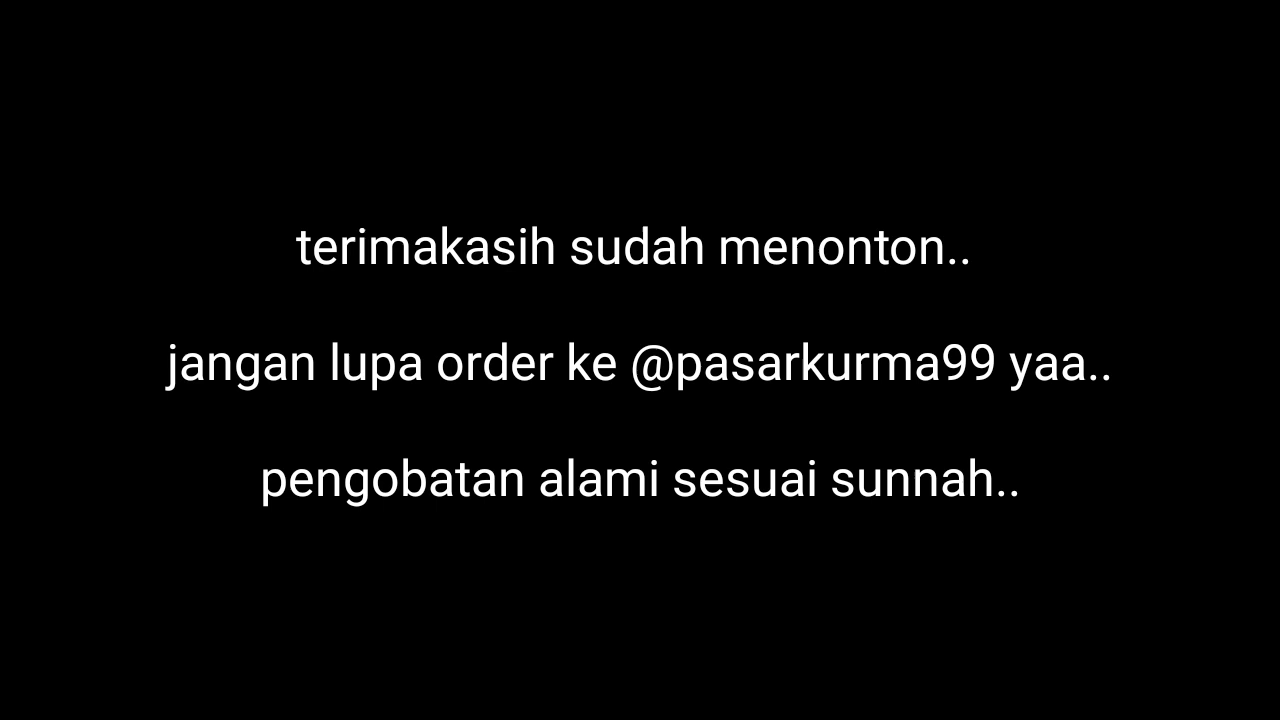 terimakasih sudah menonton..
jangan lupa order ke @pasarkurma99 yaa..
pengobatan alami sesuai sunnah..